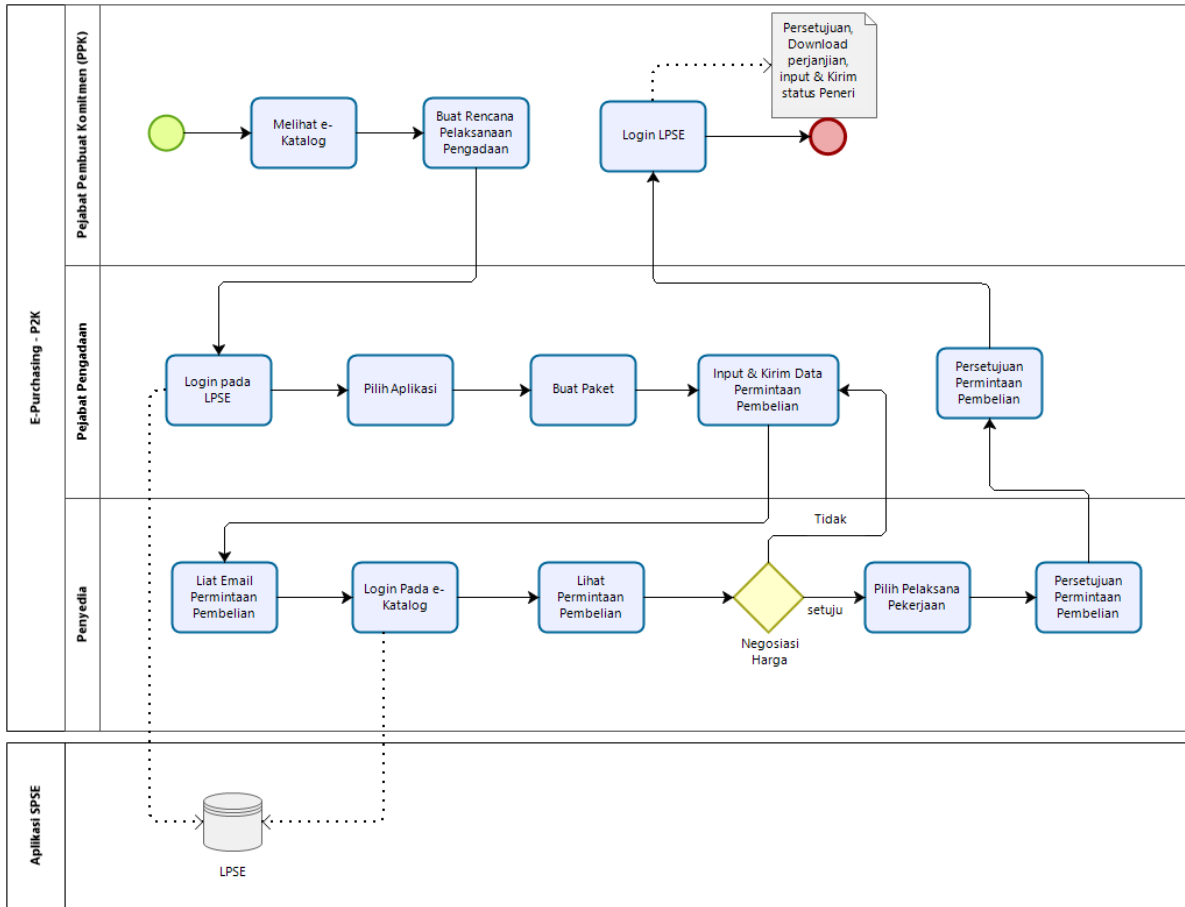 E-Purchasing - P2K
Pejabat Pembuat Komitmen (PPK)
Melihat e-
Katalog
Buat Rencana
Pelaksanaan
Pengadaan
Login LPSE
Persetujuan,
Download
perjanjian,
input & Kirim
status Peneri
Pejabat Pengadaan
Login pada
LPSE
Pilih Aplikasi
Buat Paket
Input & Kirim Data
Permintaan
Pembelian
Persetujuan
Permintaan
Pembelian
Penyedia
Liat Email
Permintaan
Pembelian
Login Pada e-
Katalog
Lihat
Permintaan
Pembelian
Tidak
Negosiasi
Harga
setuju
Pilih Pelaksana
Pekerjaan
Persetujuan
Permintaan
Pembelian
Aplikasi SPSE
LPSE